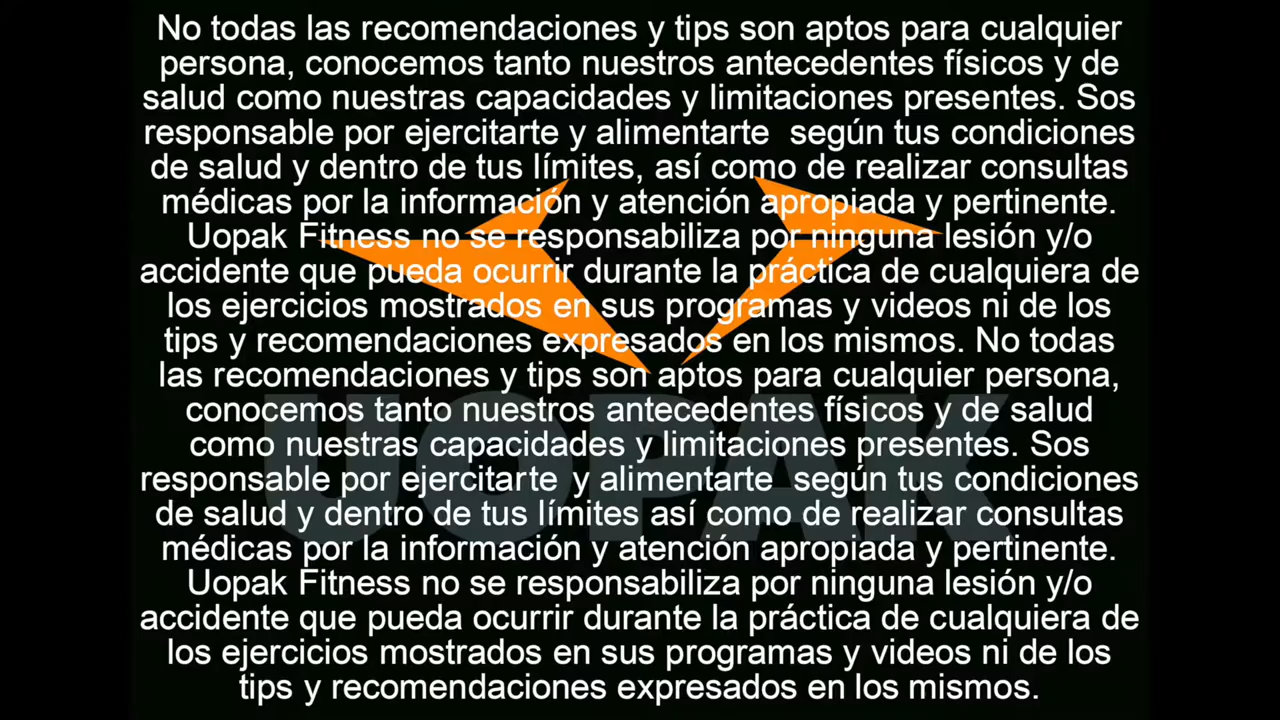 No todas las recomendaciones y tips son aptos para cualquier
persona, conocemos tanto nuestros antecedentes físicos y de
salud como nuestras capacidades y limitaciones presentes. Sos
responsable por ejercitarte y alimentarte  según tus condiciones
de salud y dentro de tus límites, así como de realizar consultas
médicas por la información y atención apropiada y pertinente.
Uopak Fitness no se responsabiliza por ninguna lesión y/o
accidente que pueda ocurrir durante la práctica de cualquiera de
los ejercicios mostrados en sus programas y videos ni de los
tips y recomendaciones expresados en los mismos. No todas
las recomendaciones y tips son aptos para cualquier persona,
conocemos tanto nuestros antecedentes físicos y de salud
como nuestras capacidades y limitaciones presentes. Sos
responsable por ejercitarte y alimentarte  según tus condiciones
de salud y dentro de tus límites así como de realizar consultas
médicas por la información y atención apropiada y pertinente.
Uopak Fitness no se responsabiliza por ninguna lesión y/o
accidente que pueda ocurrir durante la práctica de cualquiera de
los ejercicios mostrados en sus programas y videos ni de los
tips y recomendaciones expresados en los mismos.
UOPAK